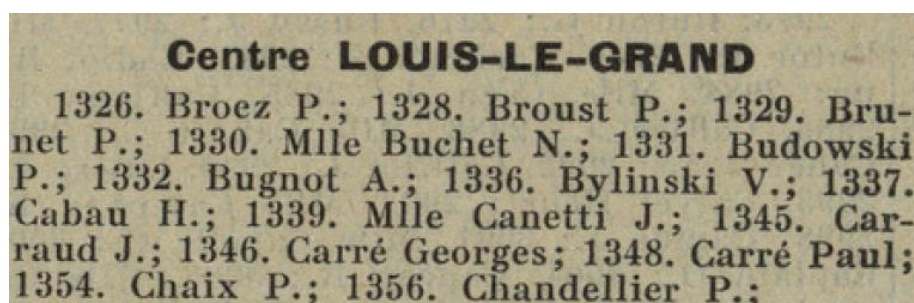 Centre LOUIS-LE-GRAND
1326. Broez P.; 1328. Broust P.; 1329. Bru-
net P.; 1330. Mlle Buchet N.; 1331. Budowski
P.; 1332. Bugnot A.; 1336. Bylinski V.; 1337.
Cabau H.; 1339. Mlle Canetti J.; 1345. Car-
raud J.; 1346. Carré Georges; 1348. Carré Paul;
1354. Chaix P.; 1356. Chandellier P.;